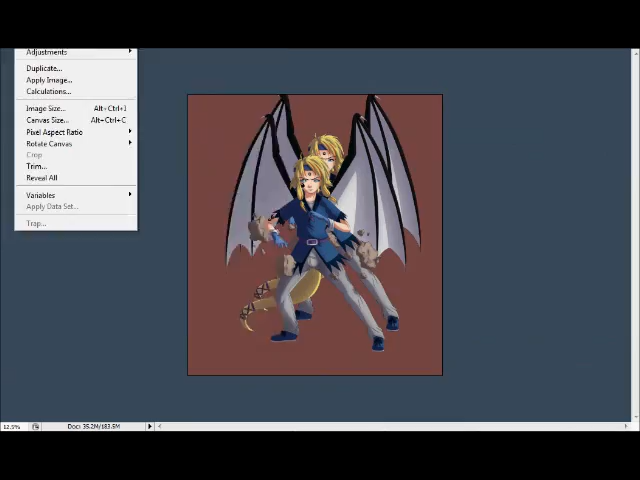 Adjustments
Duplicate...
Apply Image...
Calculations...
Image Size... Alt+Ctrl+I
Canvas Size... Alt+Ctrl+C
Pixel Aspect Ratio
Rotate Canvas
Crop
Trim...
Reveal All
Variables
Apply Data Set...
Trap...
12.5% Doc: 35.2M/183.5M